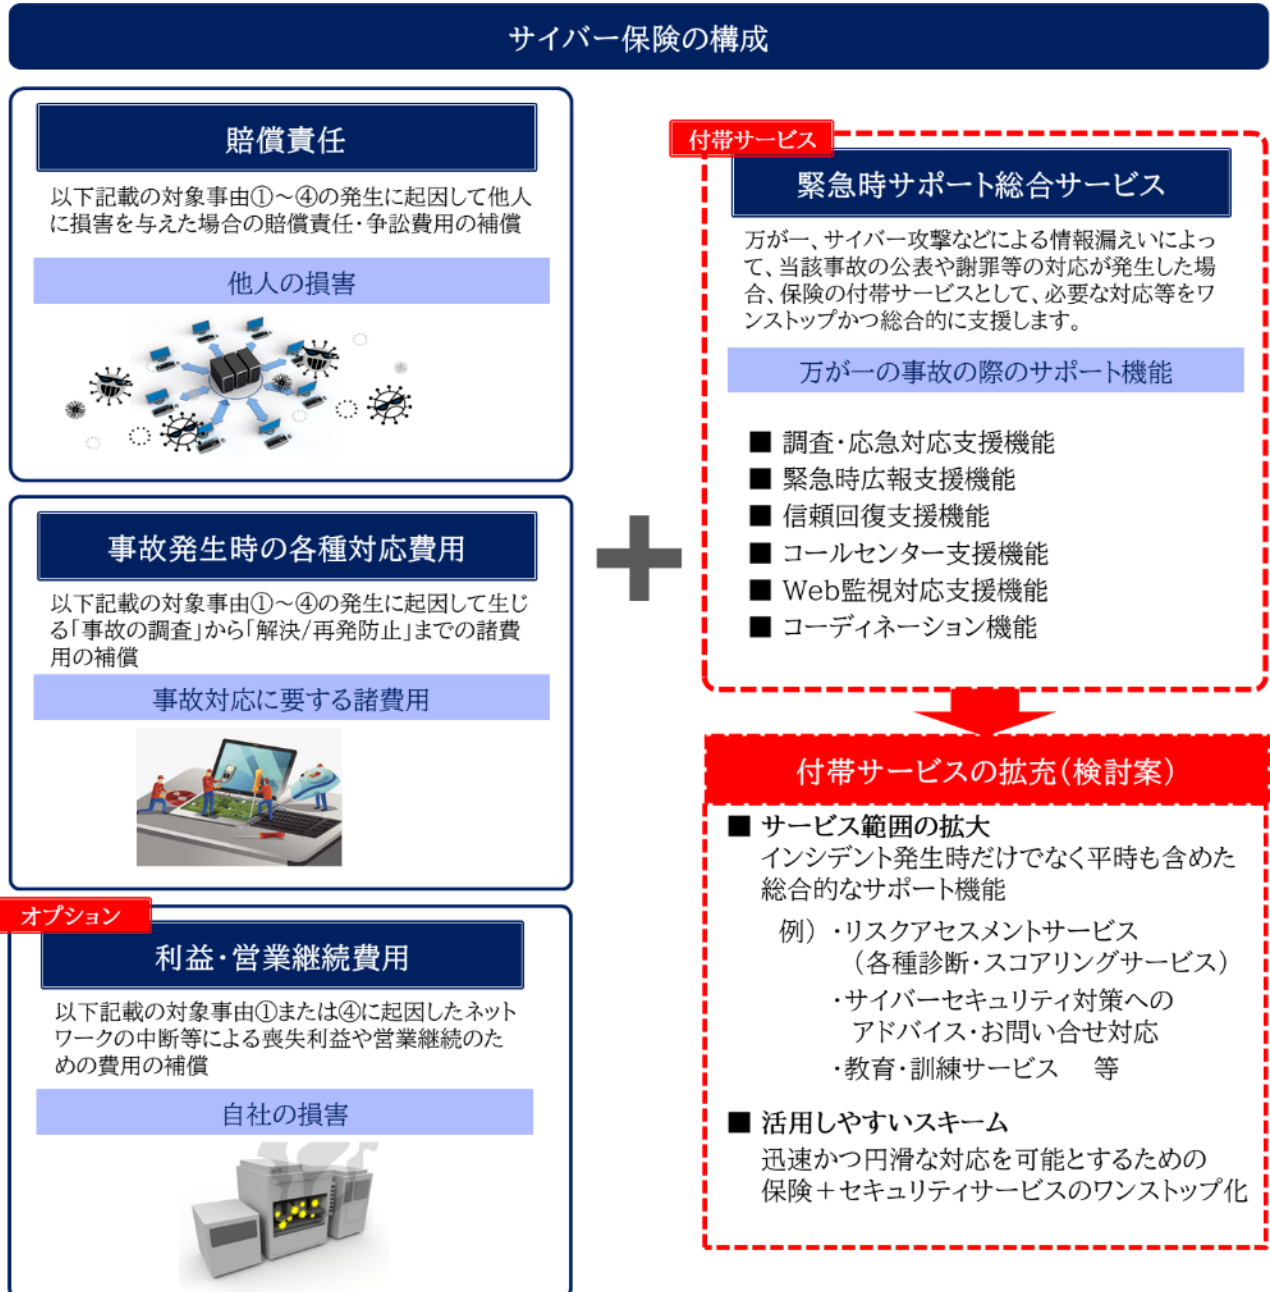 サイバー保険の構成
賠償責任
以下記載の対象事由①～④の発生に起因して他人
に損害を与えた場合の賠償責任・争訟費用の補償
他人の損害
事故発生時の各種対応費用
以下記載の対象事由①～④の発生に起因して生じ
る「事故の調査」から「解決/再発防止」までの諸費
用の補償
事故対応に要する諸費用
オプション
利益・営業継続費用
以下記載の対象事由①または④に起因したネット
ワークの中断等による喪失利益や営業継続のた
めの費用の補償
自社の損害
付帯サービス
緊急時サポート総合サービス
万が一、サイバー攻撃などによる情報漏えいによっ
て、当該事故の公表や謝罪等の対応が発生した場
合、保険の付帯サービスとして、必要な対応等をワ
ンストップかつ総合的に支援します。
万が一の事故の際のサポート機能
■ 調査・応急対応支援機能
■ 緊急時広報支援機能
■ 信頼回復支援機能
■ コールセンター支援機能
■ Web監視対応支援機能
■ コーディネーション機能
付帯サービスの拡充（検討案）
■ サービス範囲の拡大
インシデント発生時だけでなく平時も含めた
総合的なサポート機能
例）・リスクアセスメントサービス
（各種診断・スコアリングサービス）
・サイバーセキュリティ対策への
アドバイス・お問い合せ対応
・教育・訓練サービス　等
■ 活用しやすいスキーム
迅速かつ円滑な対応を可能とするための
保険＋セキュリティサービスのワンストップ化